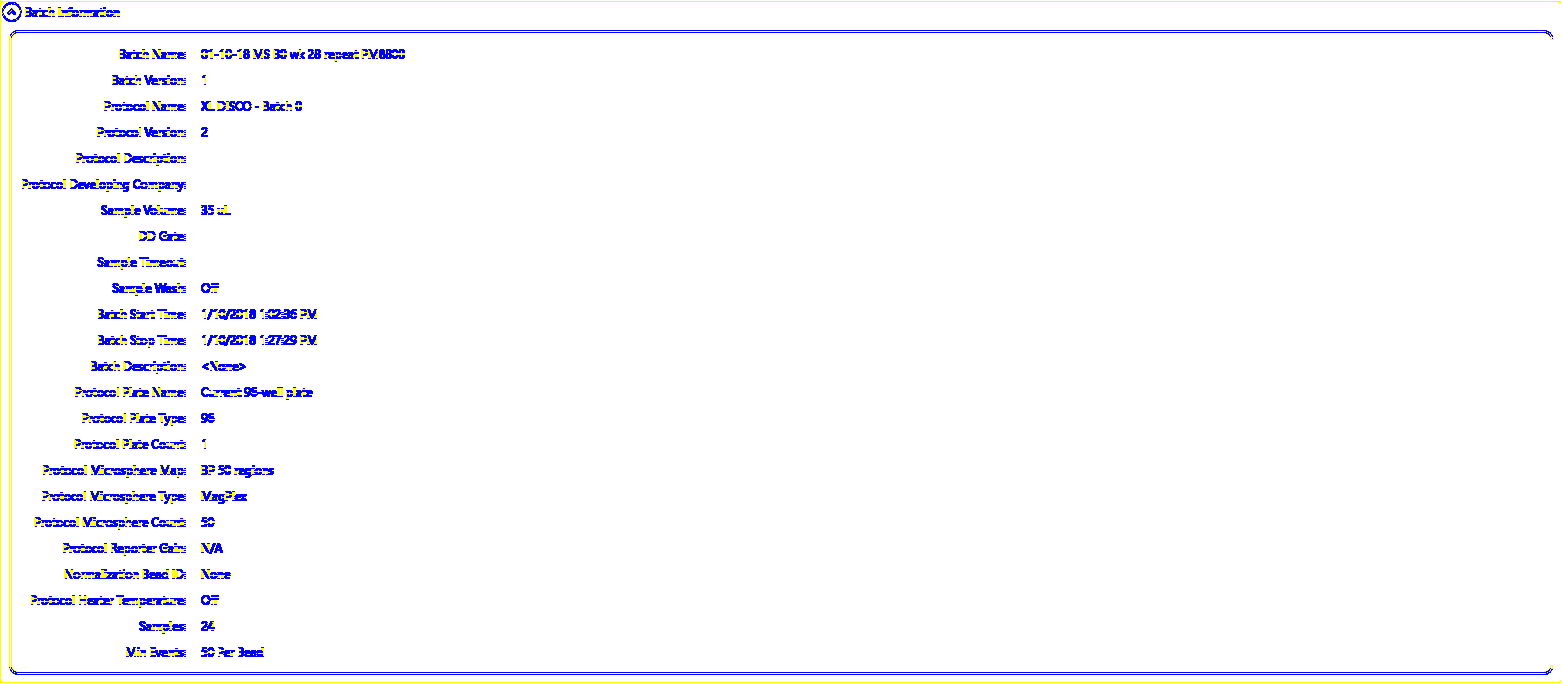 Batch Information
Batch Name: 01-10-18 MS 30 wk 28 repeat PM6800
Batch Version: 1
Protocol Name: XL DISCO - Batch 0
Protocol Version: 2
Protocol Description:
Protocol Developing Company:
Sample Volume: 35 uL
DD Gate:
Sample Timeout:
Sample Wash: Off
Batch Start Time: 1/10/2018 1:02:36 PM
Batch Stop Time: 1/10/2018 1:27:29 PM
Batch Description: <None>
Protocol Plate Name: Current 96-well plate
Protocol Plate Type: 96
Protocol Plate Count: 1
Protocol Microsphere Map: BP 50 regions
Protocol Microsphere Type: MagPlex
Protocol Microsphere Count: 50
Protocol Reporter Gain: N/A
Normalization Bead ID: None
Protocol Heater Temperature: Off
Samples: 24
Min Events: 50 Per Bead